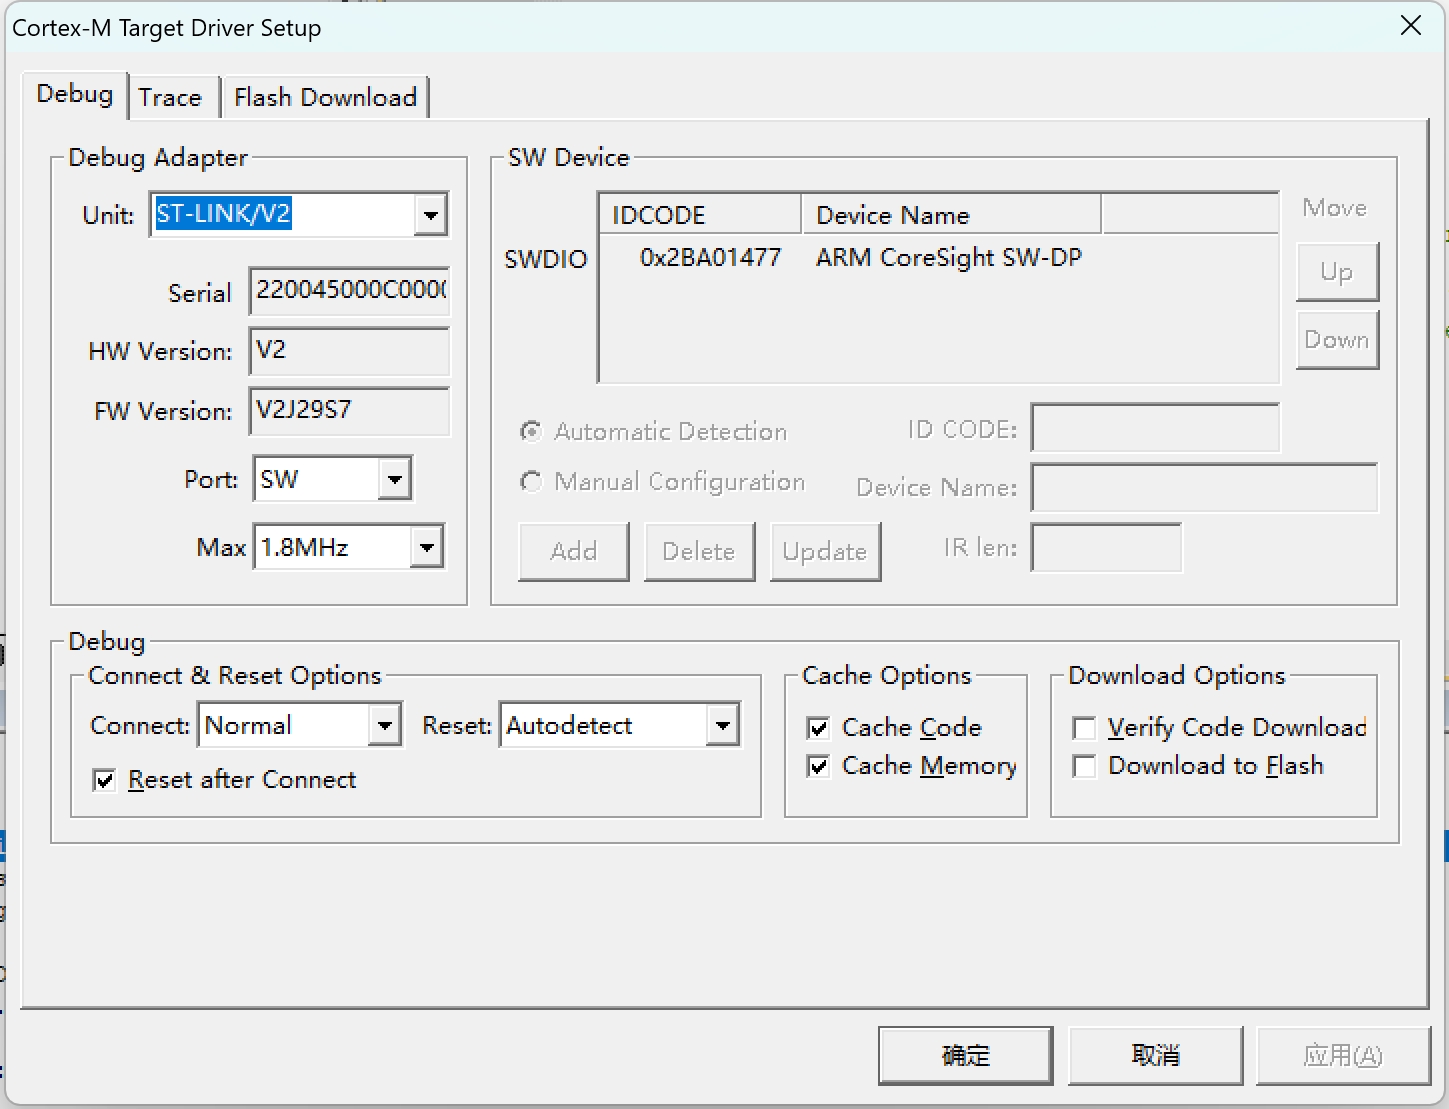 Cortex-M Target Driver Setup
Debug
Trace
Flash Download
Debug Adapter
Unit:
ST-LINK/V2
Serial
220045000C000
HW Version:
V2
FW Version:
V2J29S7
Port:
SW
Max
1.8MHz
SW Device
IDCODE
Device Name
Move
SWDIO
0x2BA01477
ARM CoreSight SW-DP
Up
Down
Automatic Detection
ID CODE:
Manual Configuration
Device Name:
Add
Delete
Update
IR len:
Debug
Connect & Reset Options
Connect:
Normal
Reset:
Autodetect
Reset after Connect
Cache Options
Cache Code
Cache Memory
Download Options
Verify Code Download
Download to Flash
确定
取消
应用(A)